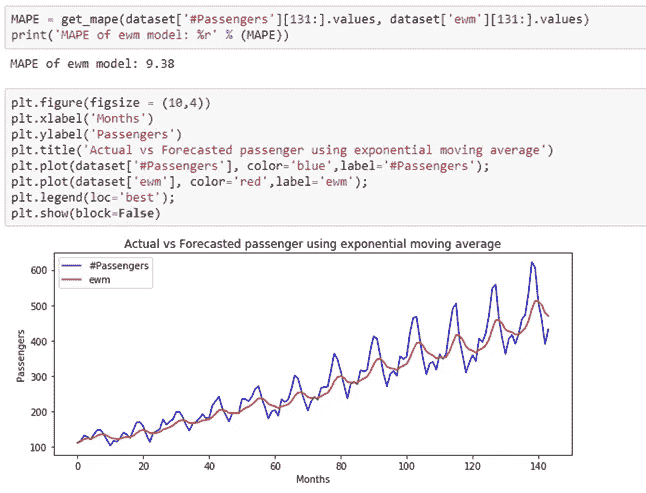 MAPE = get_map(dataset['#Passengers'][131:].values, dataset['ewm'][131:].values)
print('MAPE of ewm model: %r' % (MAPE))
MAPE of ewm model: 9.38
plt.figure(figsize = (10,4))
plt.xlabel('Months')
plt.ylabel('Passengers')
plt.title('Actual vs Forecasted passenger using exponential moving average')
plt.plot(dataset['#Passengers'], color='blue',label='#Passengers');
plt.plot(dataset['ewm'], color='red',label='ewm');
plt.legend(loc='best');
plt.show(block=False)
Actual vs Forecasted passenger using exponential moving average
#Passengers
ewm
600
500
400
300
200
100
Passengers
0 20 40 60 80 100 120 140
Months